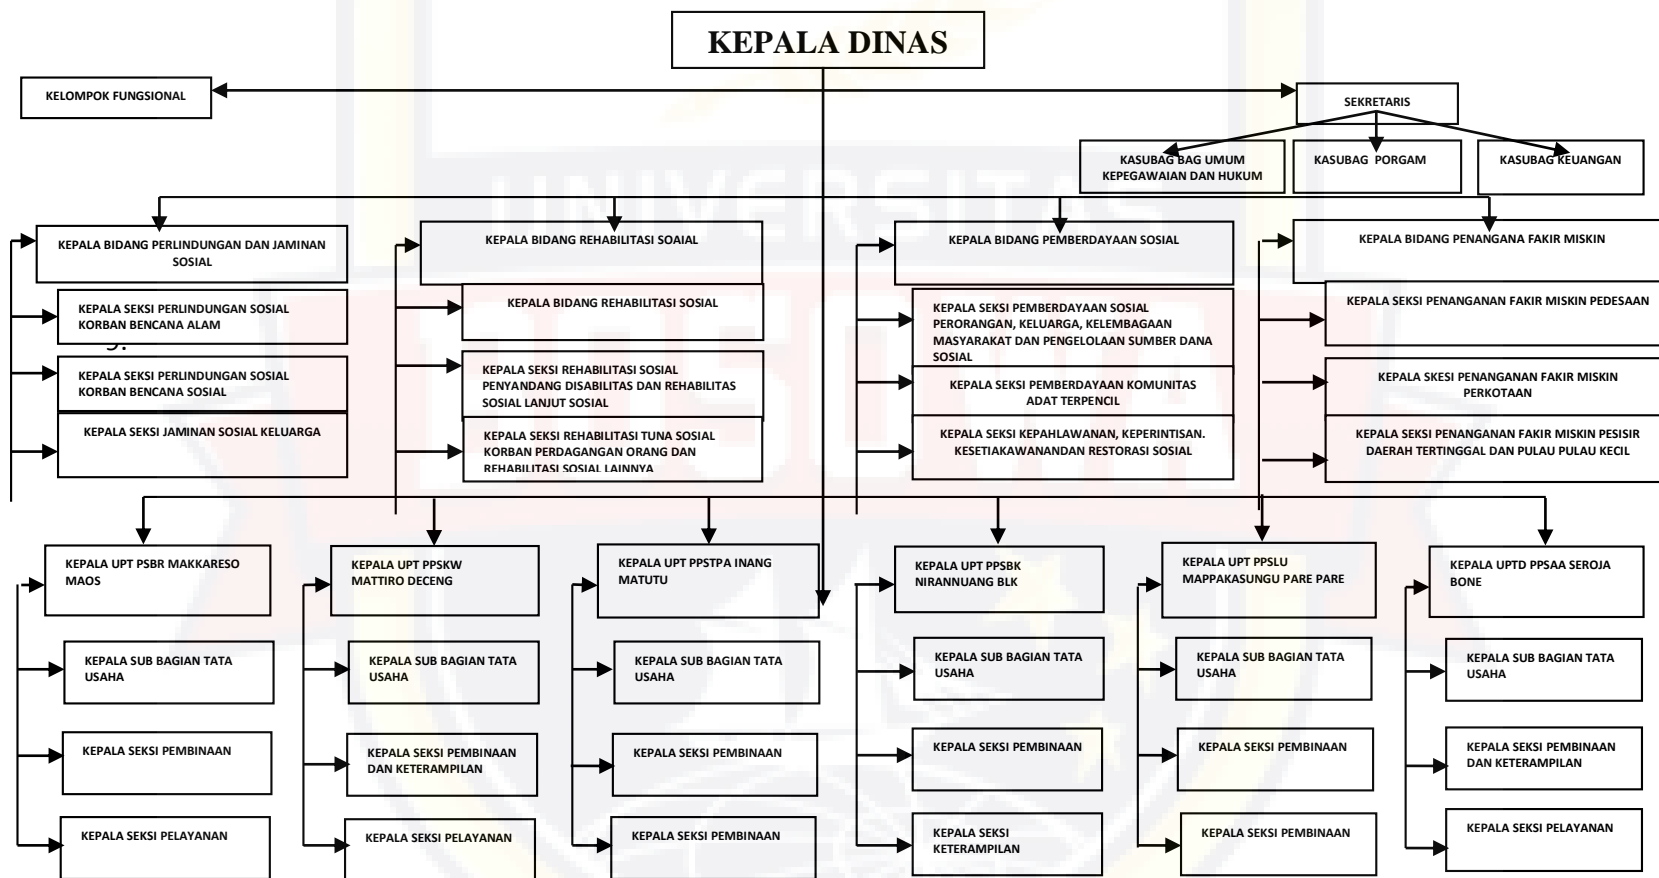 KEPALA DINAS
KELOMPOK FUNGSIONAL
SEKRETARIS
KASUBAG BAG UMUM
KEPEGAWAIAN DAN HUKUM
KASUBAG PORGAM
KASUBAG KEUANGAN
UNIVERSITAS
BOSOWA
KEPALA BIDANG PERLINDUNGAN DAN JAMINAN
SOSIAL
KEPALA SEKSI PERLINDUNGAN SOSIAL
KORBAN BENCANA ALAM
KEPALA SEKSI PERLINDUNGAN SOSIAL
KORBAN BENCANA SOSIAL
KEPALA SEKSI JAMINAN SOSIAL KELUARGA
KEPALA BIDANG REHABILITASI SOAIAL
KEPALA BIDANG REHABILITASI SOSIAL
KEPALA SEKSI REHABILITASI SOSIAL
PENYANDANG DISABILITAS DAN REHABILITAS
SOSIAL LANJUT SOSIAL
KEPALA SEKSI REHABILITASI TUNA SOSIAL
KORBAN PERDAGANGAN ORANG DAN
REHABILITASI SOSIAL LAINNYA
KEPALA BIDANG PEMBERDAYAAN SOSIAL
KEPALA SEKSI PEMBERDAYAAN SOSIAL
PERORANGAN, KELUARGA, KELEMBAGAAN
MASYARAKAT DAN PENGELOLAAN SUMBER DANA
SOSIAL
KEPALA SEKSI PEMBERDAYAAN KOMUNITAS
ADAT TERPENCIL
KEPALA SEKSI KEPAHLAWANAN, KEPERINTISAN.
KESETIAKAWANANDAN RESTORASI SOSIAL
KEPALA BIDANG PENANGANA FAKIR MISKIN
KEPALA SEKSI PENANGANAN FAKIR MISKIN PEDESAAN
KEPALA SKESI PENANGANAN FAKIR MISKIN
PERKOTAAN
KEPALA SEKSI PENANGANAN FAKIR MISKIN PESISIR
DAERAH TERTINGGAL DAN PULAU PULAU KECIL
KEPALA UPT PSBR MAKKARESO
MAOS
KEPALA SUB BAGIAN TATA
USAHA
KEPALA SEKSI PEMBINAAN
KEPALA SEKSI PELAYANAN
KEPALA UPT PPSKW
MATTIRO DECENG
KEPALA SUB BAGIAN TATA
USAHA
KEPALA SEKSI PEMBINAAN
DAN KETERAMPILAN
KEPALA SEKSI PELAYANAN
KEPALA UPT PPSTPA INANG
MATUTU
KEPALA SUB BAGIAN TATA
USAHA
KEPALA SEKSI PEMBINAAN
KEPALA SEKSI PEMBINAAN
KEPALA UPT PPSBK
NIRANNUANG BLK
KEPALA SUB BAGIAN TATA
USAHA
KEPALA SEKSI PEMBINAAN
KEPALA SEKSI
KETERAMPILAN
KEPALA UPT PPSLU
MAPPAKASUNGU PARE PARE
KEPALA SUB BAGIAN TATA
USAHA
KEPALA SEKSI PEMBINAAN
KEPALA SEKSI PEMBINAAN
KEPALA UPTD PPSAA SEROJA
BONE
KEPALA SUB BAGIAN TATA
USAHA
KEPALA SEKSI PEMBINAAN
DAN KETERAMPILAN
KEPALA SEKSI PELAYANAN